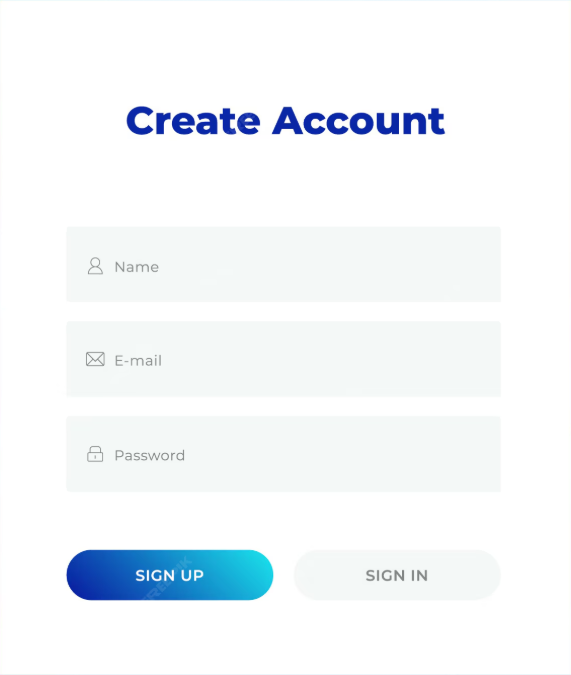 Create Account
Name
E-mail
Password
SIGN UP
SIGN IN